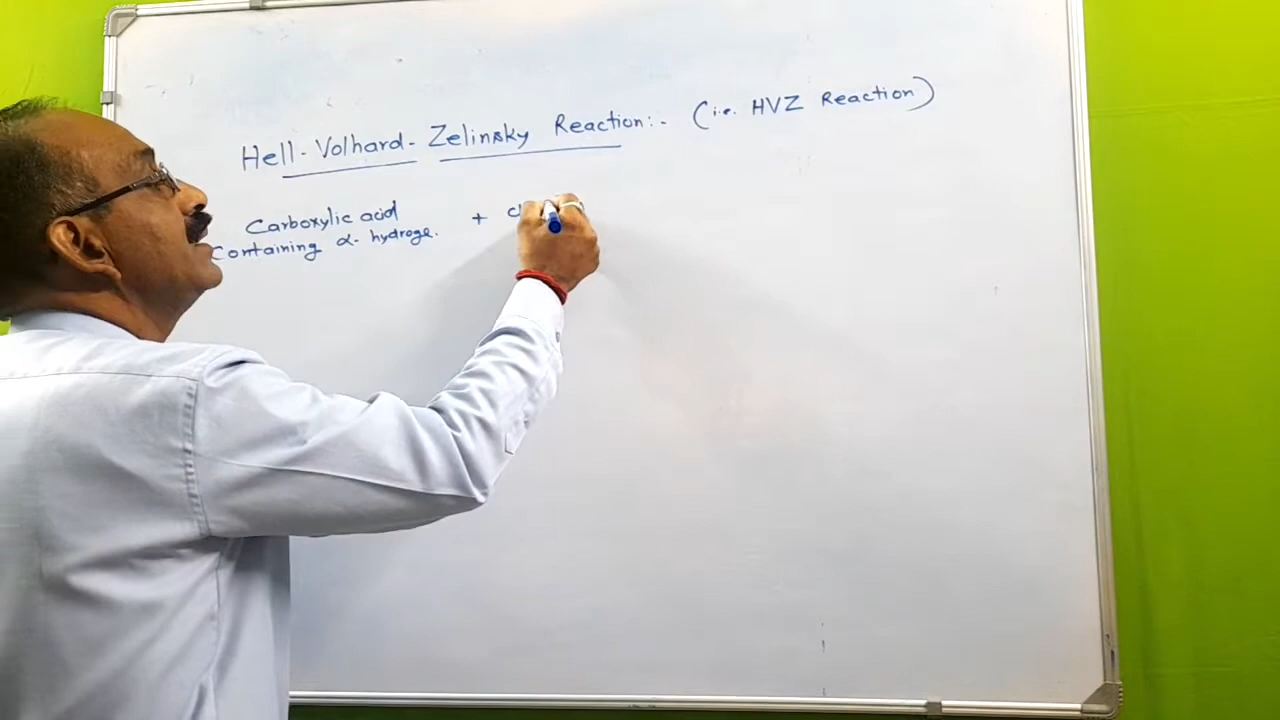 Hell-Volhard-Zelinsky Reaction:- (i.e. HVZ Reaction)
Carboxylic acid +
Containing α-hydroge.